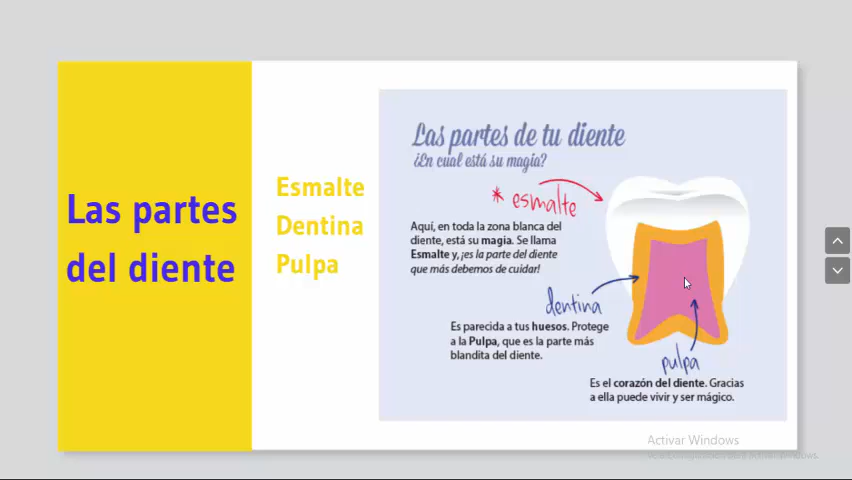 Las partes
del diente
Esmalte
Dentina
Pulpa
Las partes de tu diente
¿En cual está su magia?
* esmalte
Aquí, en toda la zona blanca del
diente, está su magia. Se llama
Esmalte y, ¡es la parte del diente
que más debemos de cuidar!
dentina
Es parecida a tus huesos. Protege
a la Pulpa, que es la parte más
blandita del diente.
pulpa
Es el corazón del diente. Gracias
a ella puede vivir y ser mágico.
Activar Windows